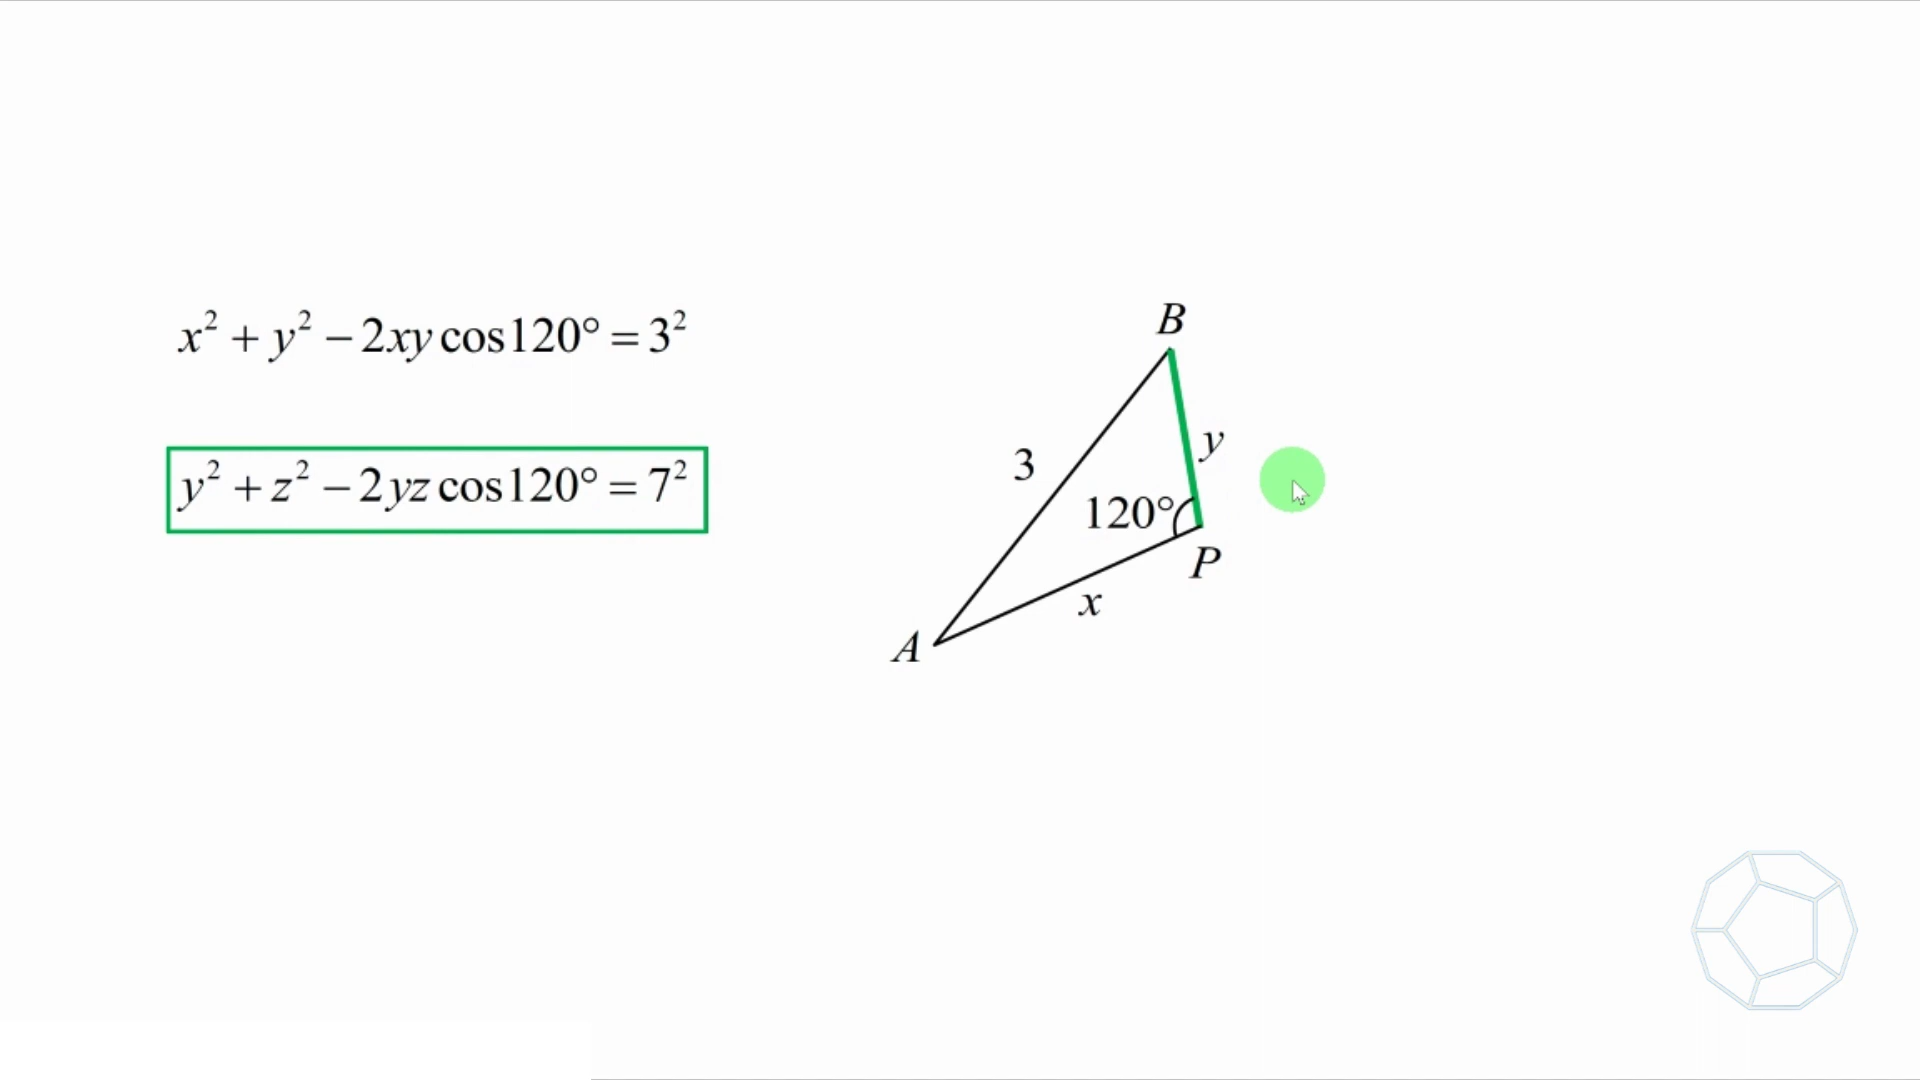 x² + y² − 2xy cos120° = 3²
y² + z² − 2yz cos120° = 7²
B
3
y
120°
P
x
A